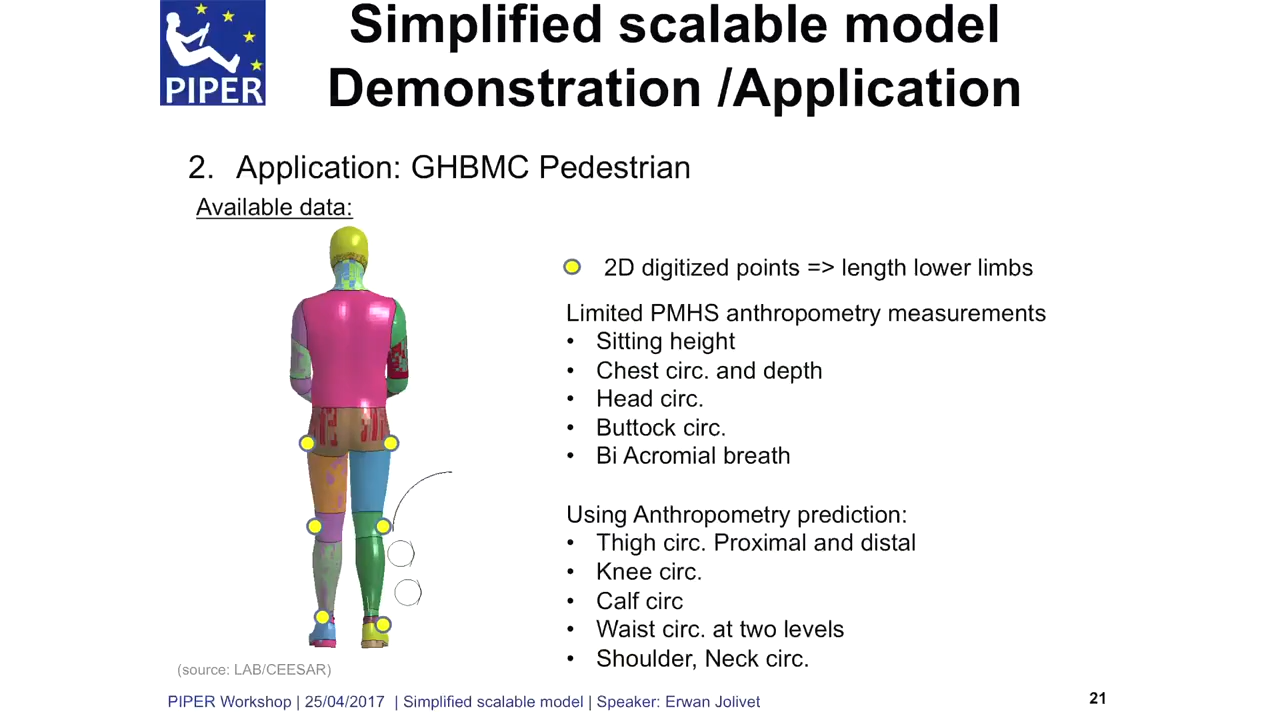 PIPER
Simplified scalable model
Demonstration /Application
2. Application: GHBMC Pedestrian
Available data:
2D digitized points => length lower limbs
Limited PMHS anthropometry measurements
• Sitting height
• Chest circ. and depth
• Head circ.
• Buttock circ.
• Bi Acromial breath
Using Anthropometry prediction:
• Thigh circ. Proximal and distal
• Knee circ.
• Calf circ
• Waist circ. at two levels
• Shoulder, Neck circ.
(source: LAB/CEESAR)
PIPER Workshop | 25/04/2017 | Simplified scalable model | Speaker: Erwan Jolivet
21